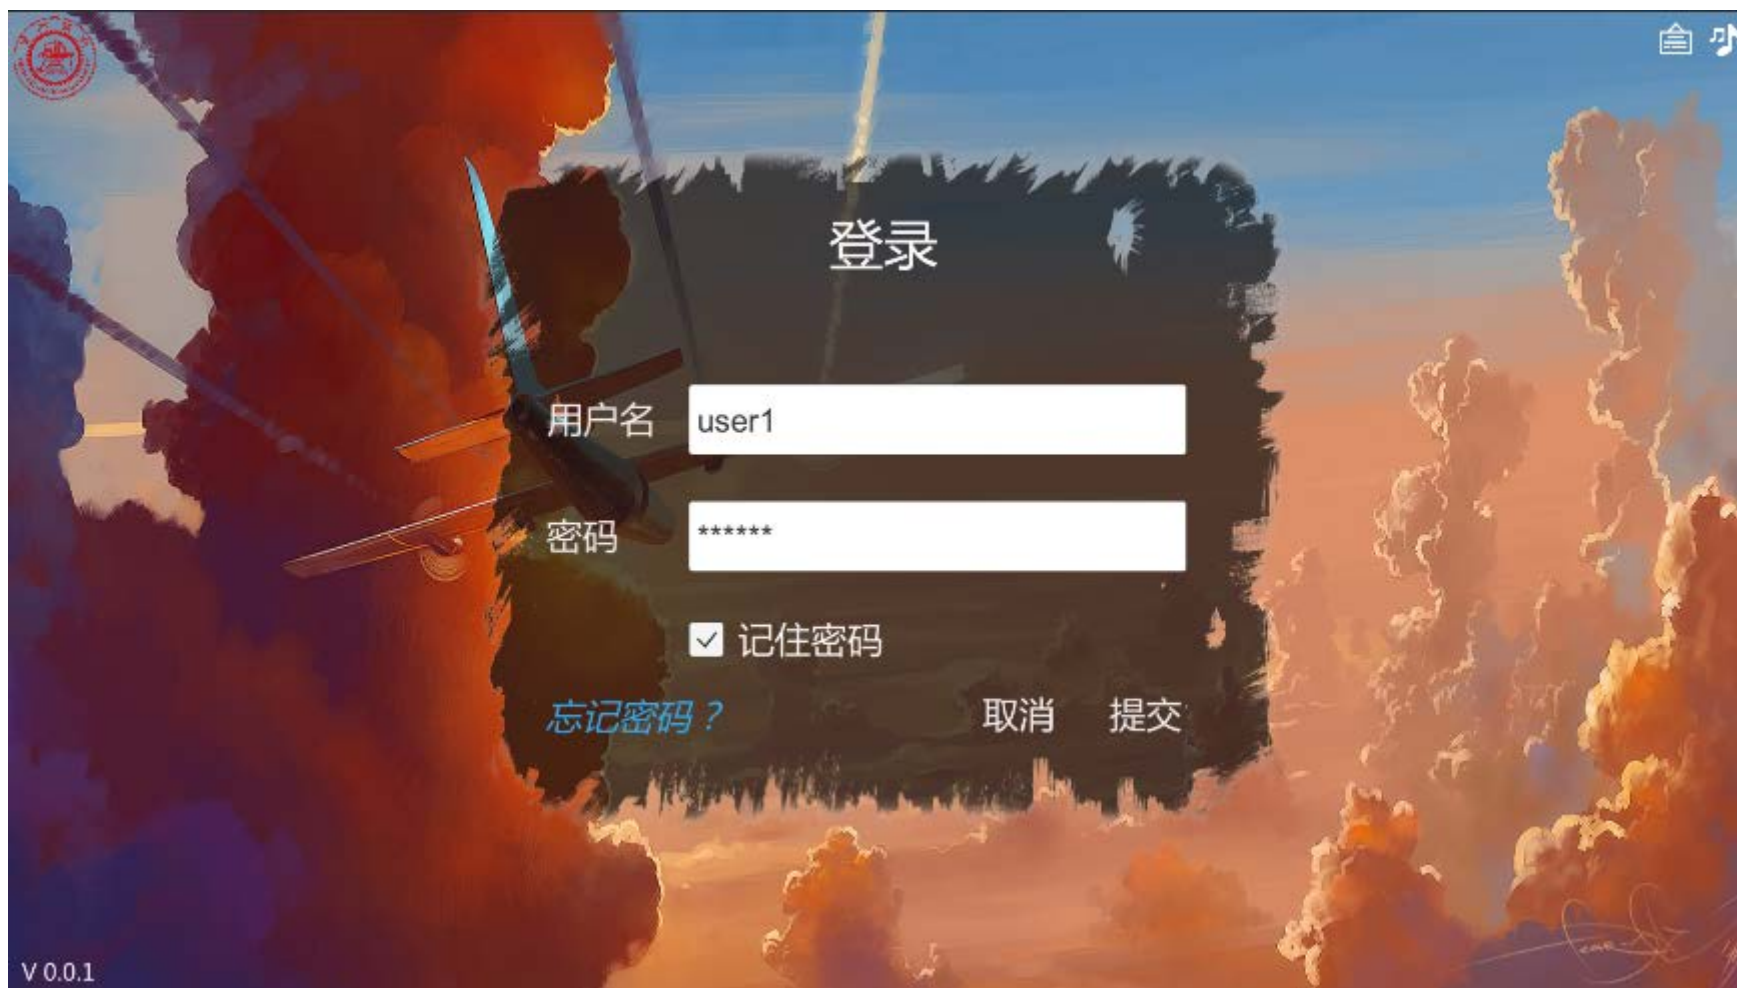 登录
用户名 user1
密码 ******
记住密码
忘记密码？ 取消 提交
V 0.0.1